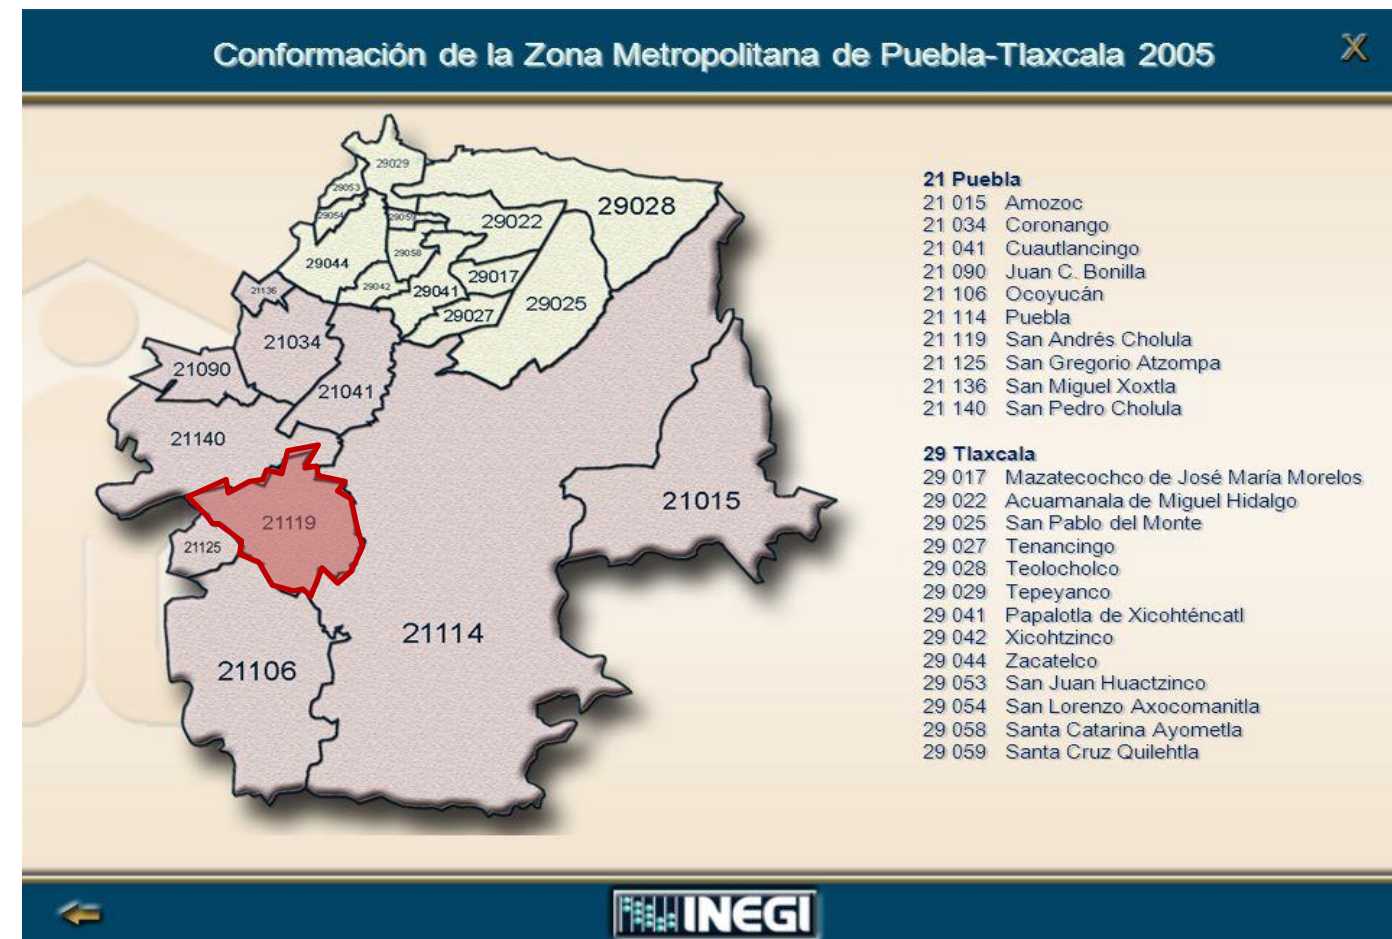 Conformación de la Zona Metropolitana de Puebla-Tlaxcala 2005
X
29029
29053
29054
29059
29022
29028
29058
29044
29017
29042
29041
29025
29027
21136
21034
21090
21041
21140
21015
21119
21125
21114
21106
21 Puebla
21 015 Amozoc
21 034 Coronango
21 041 Cuautlancingo
21 090 Juan C. Bonilla
21 106 Ocoyucán
21 114 Puebla
21 119 San Andrés Cholula
21 125 San Gregorio Atzompa
21 136 San Miguel Xoxtla
21 140 San Pedro Cholula
29 Tlaxcala
29 017 Mazatecochco de José María Morelos
29 022 Acuamanala de Miguel Hidalgo
29 025 San Pablo del Monte
29 027 Tenancingo
29 028 Teolocholco
29 029 Tepeyanco
29 041 Papalotla de Xicohténcatl
29 042 Xicohtzinco
29 044 Zacatelco
29 053 San Juan Huactzinco
29 054 San Lorenzo Axocomanitla
29 058 Santa Catarina Ayometla
29 059 Santa Cruz Quilehtla
INEGI